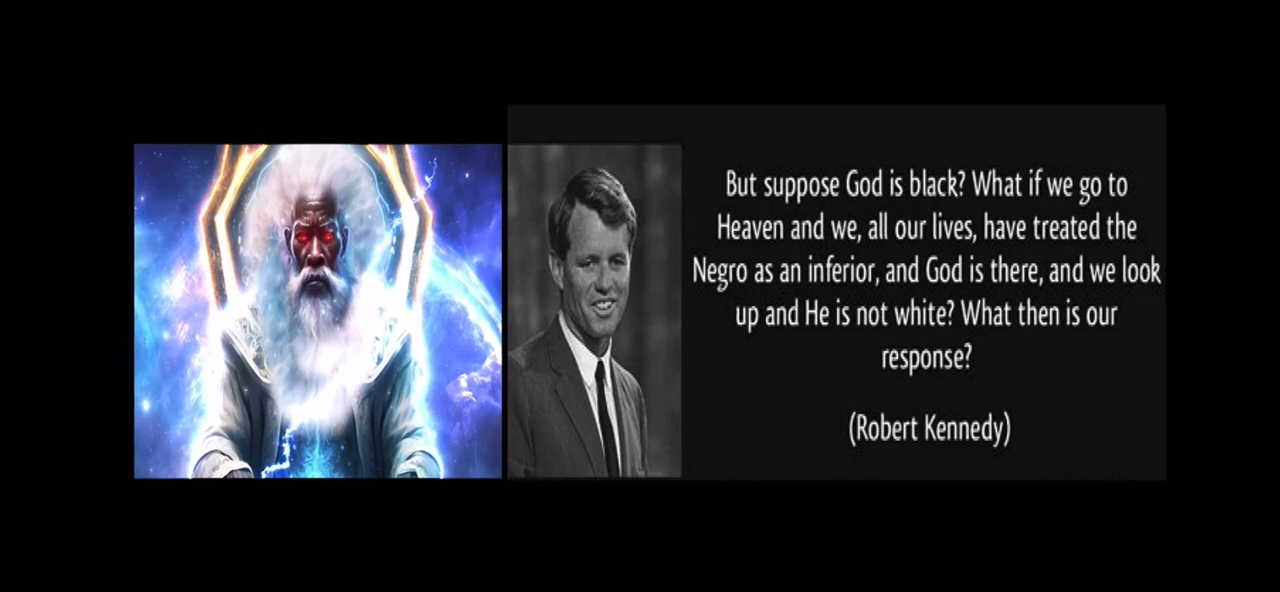 But suppose God is black? What if we go to
Heaven and we, all our lives, have treated the
Negro as an inferior, and God is there, and we look
up and He is not white? What then is our
response?
(Robert Kennedy)